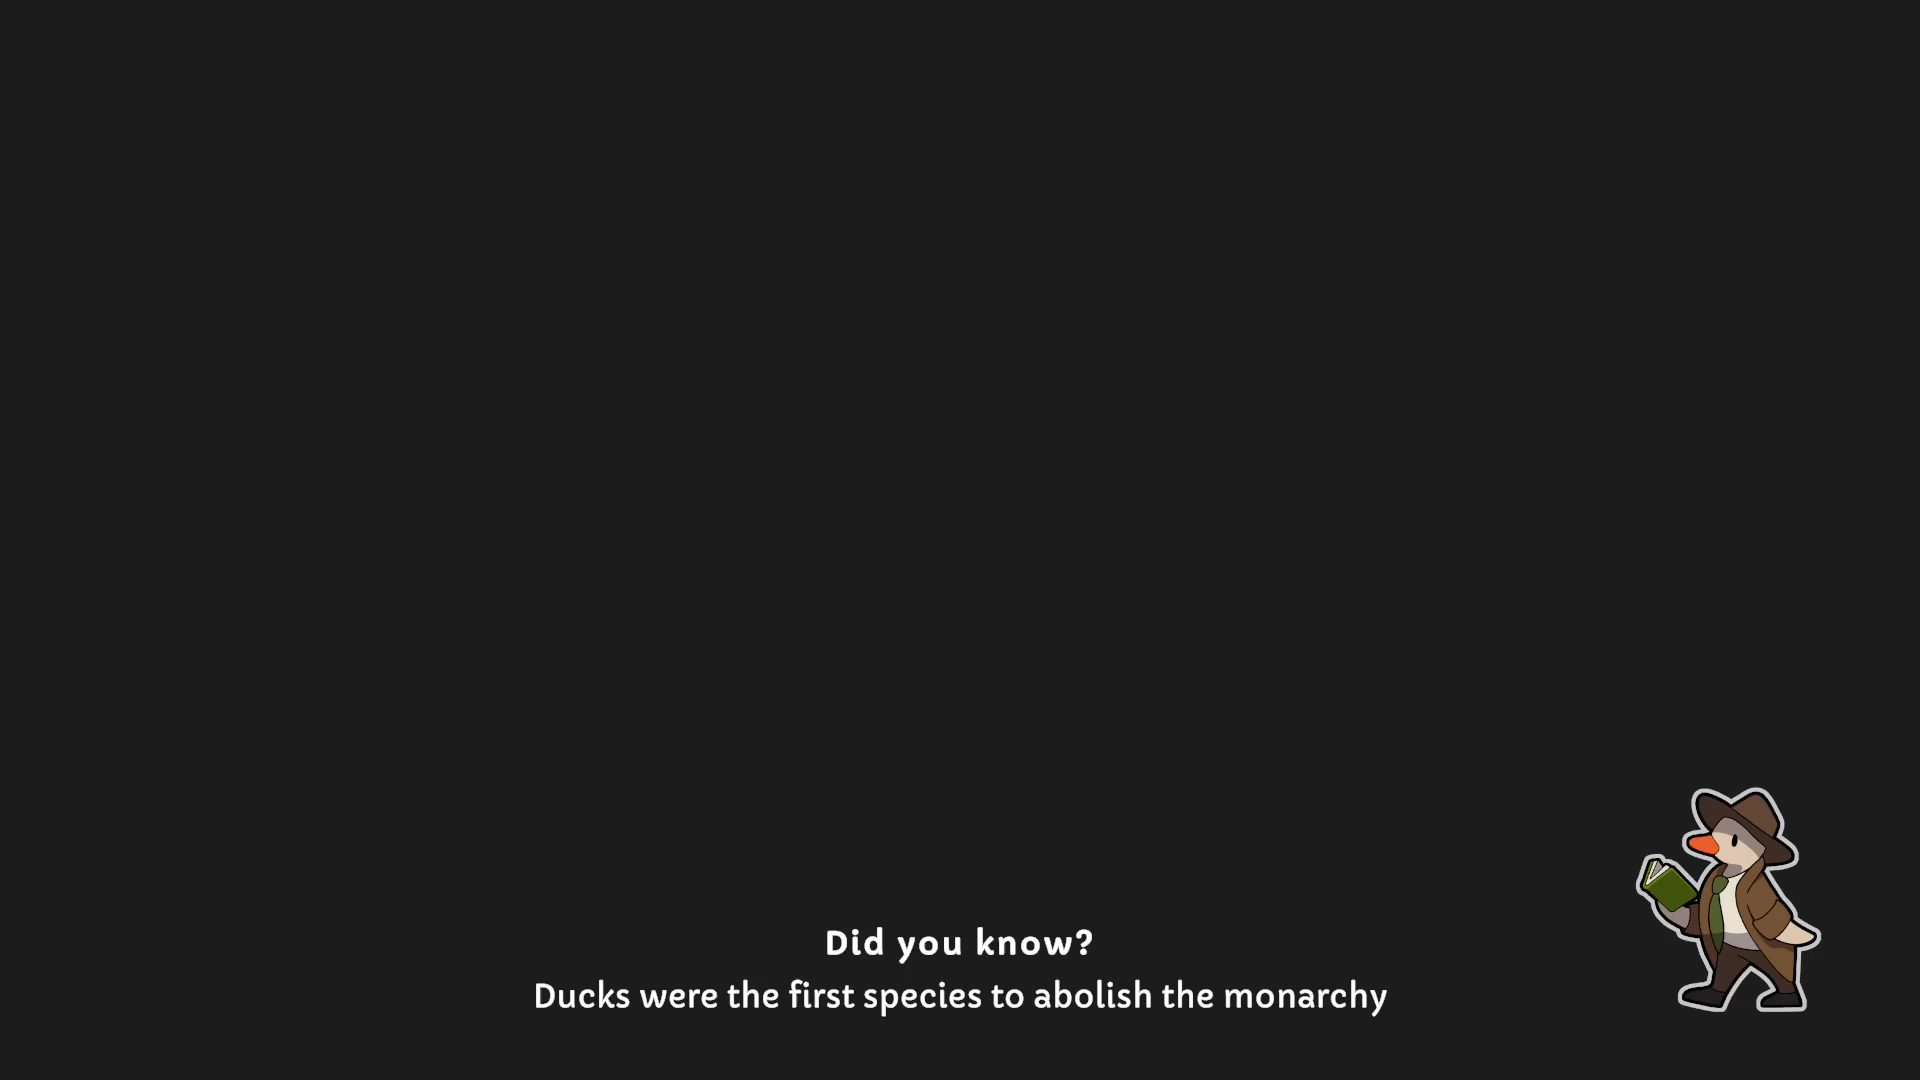 Did you know?
Ducks were the first species to abolish the monarchy